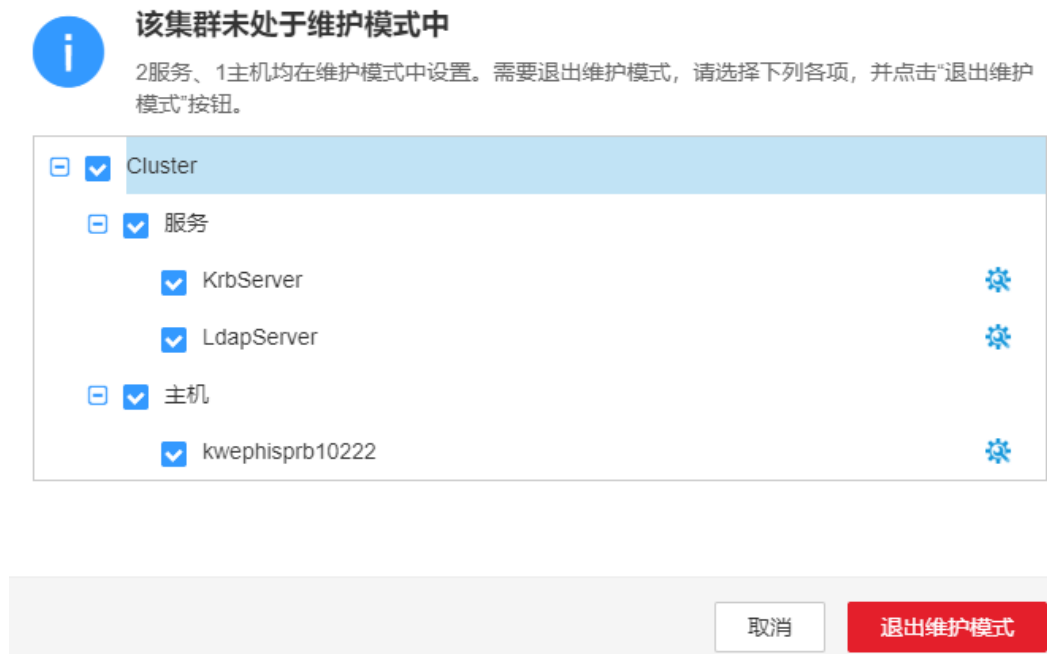 该集群未处于维护模式中
2服务、1主机均在维护模式中设置。需要退出维护模式，请选择下列各项，并点击“退出维护
模式”按钮。
Cluster
服务
KrbServer
LdapServer
主机
kwephisprb10222
取消 退出维护模式